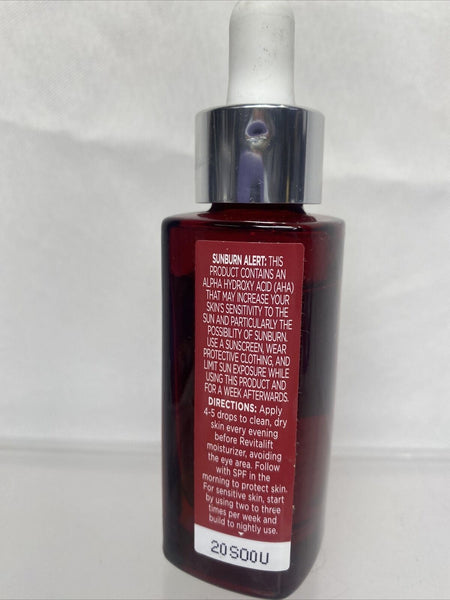 SUNBURN ALERT: THIS
PRODUCT CONTAINS AN
ALPHA HYDROXY ACID (AHA)
THAT MAY INCREASE YOUR
SKIN'S SENSITIVITY TO THE
SUN AND PARTICULARLY THE
POSSIBILITY OF SUNBURN.
USE A SUNSCREEN, WEAR
PROTECTIVE CLOTHING, AND
LIMIT SUN EXPOSURE WHILE
USING THIS PRODUCT AND
FOR A WEEK AFTERWARDS.
DIRECTIONS: Apply
4-5 drops to clean, dry
skin every evening
before Revitalift
moisturizer, avoiding
the eye area. Follow
with SPF in the
morning to protect skin.
For sensitive skin, start
by using two to three
times per week and
build to nightly use.
20S00U